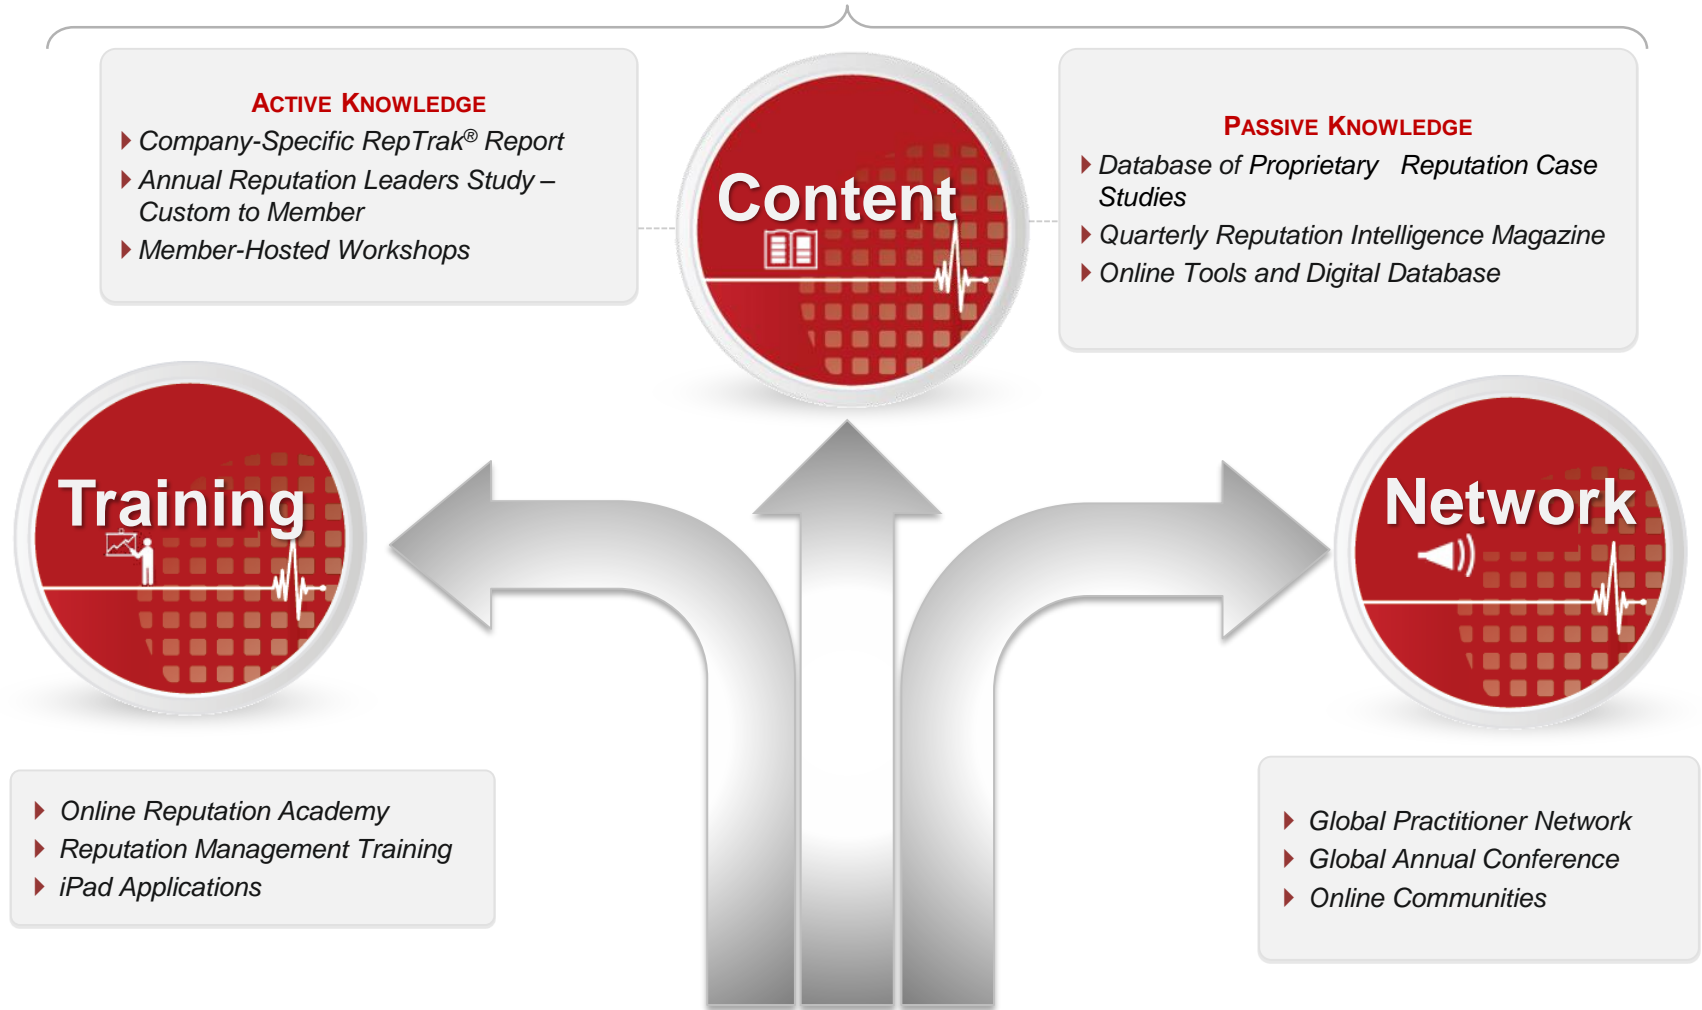 ACTIVE KNOWLEDGE
Company-Specific RepTrak® Report
Annual Reputation Leaders Study –
Custom to Member
Member-Hosted Workshops
Content
PASSIVE KNOWLEDGE
Database of Proprietary Reputation Case
Studies
Quarterly Reputation Intelligence Magazine
Online Tools and Digital Database
Training
Network
Online Reputation Academy
Reputation Management Training
iPad Applications
Global Practitioner Network
Global Annual Conference
Online Communities